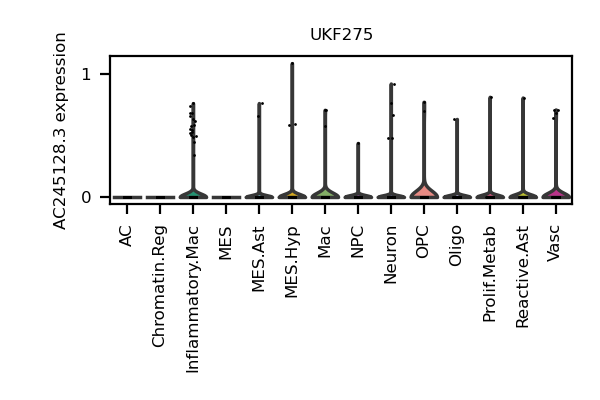 UKF275
AC245128.3 expression
1
0
AC
Chromatin.Reg
Inflammatory.Mac
MES
MES.Ast
MES.Hyp
Mac
NPC
Neuron
OPC
Oligo
Prolif.Metab
Reactive.Ast
Vasc